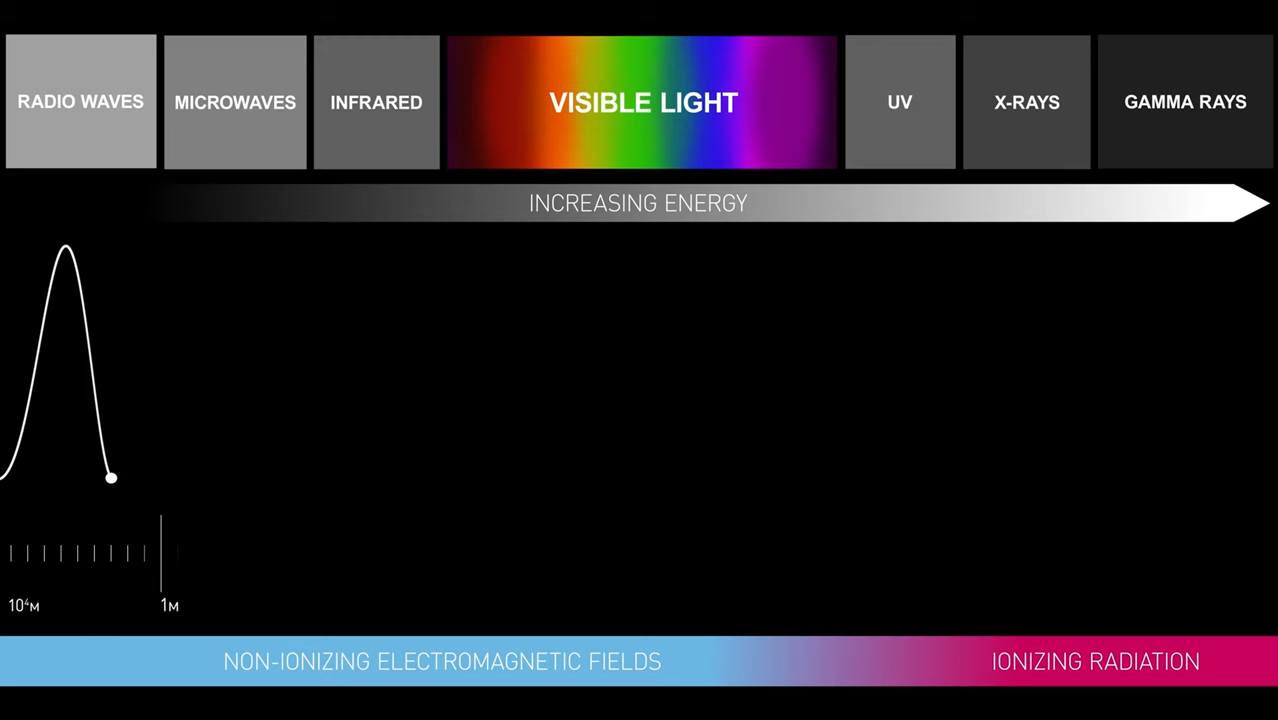 RADIO WAVES
MICROWAVES
INFRARED
VISIBLE LIGHT
UV
X-RAYS
GAMMA RAYS
INCREASING ENERGY
10⁴M
1M
NON-IONIZING ELECTROMAGNETIC FIELDS
IONIZING RADIATION